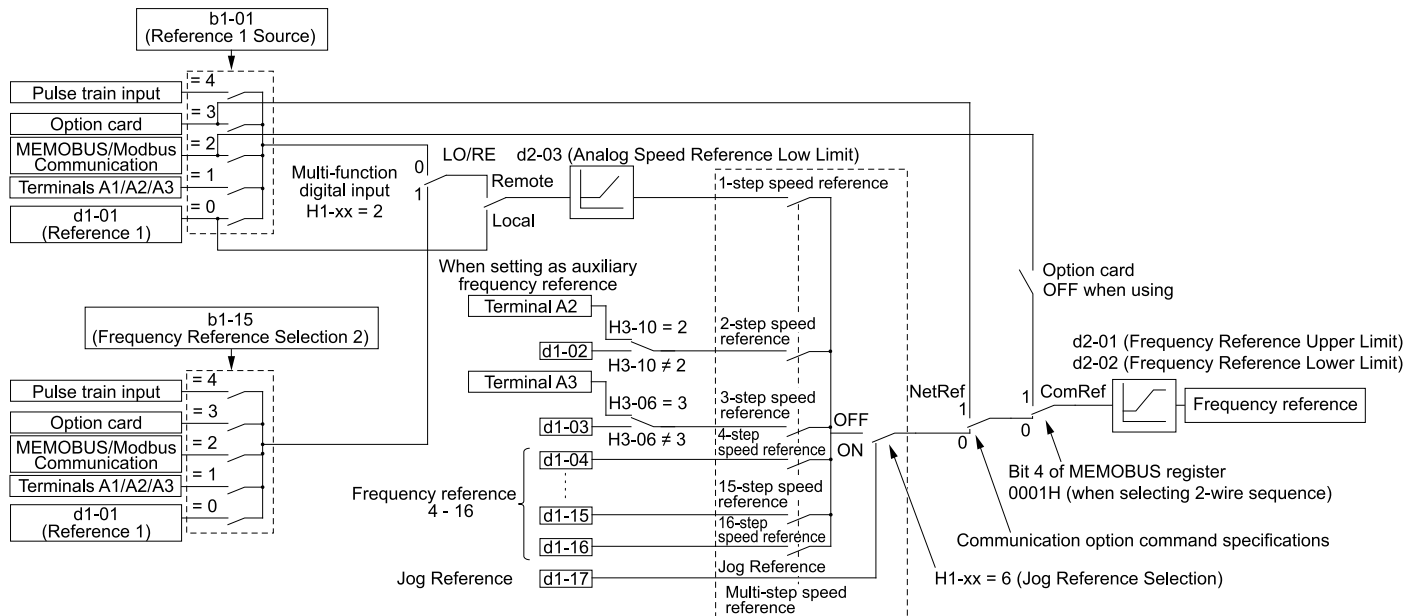 b1-01
(Reference 1 Source)
= 4
Pulse train input
= 3
Option card
= 2
MEMOBUS/Modbus
Communication
= 1
Terminals A1/A2/A3
= 0
d1-01
(Reference 1)
Multi-function
digital input
H1-xx = 2
0
1
LO/RE
Remote
Local
d2-03 (Analog Speed Reference Low Limit)
1-step speed reference
When setting as auxiliary
frequency reference
Terminal A2
H3-10 = 2
d1-02
H3-10 ≠ 2
2-step speed
reference
Terminal A3
H3-06 = 3
d1-03
H3-06 ≠ 3
3-step speed
reference
4-step
speed reference
d1-04
Frequency reference
4 - 16
15-step speed
reference
d1-15
16-step
speed reference
d1-16
Jog Reference
d1-17
Jog Reference
Multi-step speed
reference
OFF
ON
b1-15
(Frequency Reference Selection 2)
= 4
Pulse train input
= 3
Option card
= 2
MEMOBUS/Modbus
Communication
= 1
Terminals A1/A2/A3
= 0
d1-01
(Reference 1)
Option card
OFF when using
d2-01 (Frequency Reference Upper Limit)
d2-02 (Frequency Reference Lower Limit)
NetRef
1
0
1
ComRef
0
Frequency reference
Bit 4 of MEMOBUS register
0001H (when selecting 2-wire sequence)
Communication option command specifications
H1-xx = 6 (Jog Reference Selection)